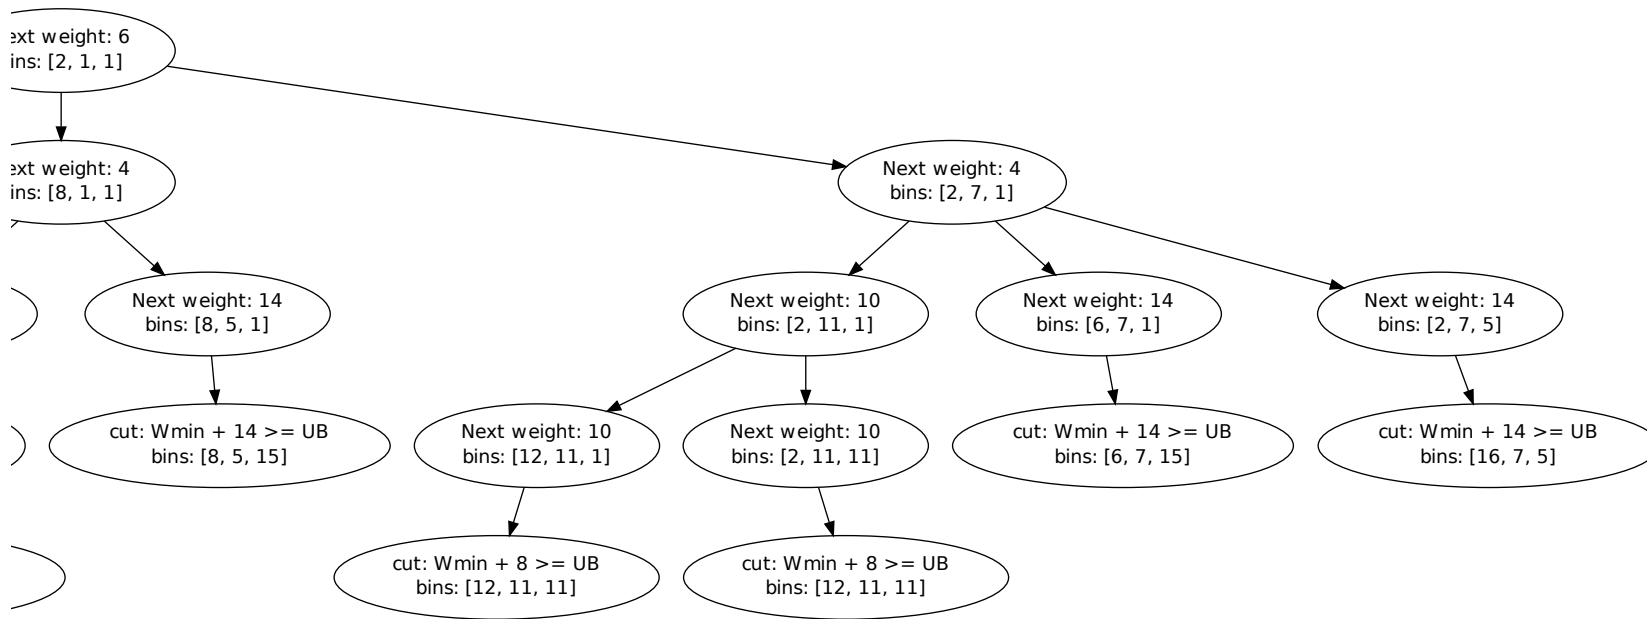 ext weight: 6
ins: [2, 1, 1]
ext weight: 4
ins: [8, 1, 1]
Next weight: 4
bins: [2, 7, 1]
Next weight: 14
bins: [8, 5, 1]
Next weight: 10
bins: [2, 11, 1]
Next weight: 14
bins: [6, 7, 1]
Next weight: 14
bins: [2, 7, 5]
cut: Wmin + 14 >= UB
bins: [8, 5, 15]
Next weight: 10
bins: [12, 11, 1]
Next weight: 10
bins: [2, 11, 11]
cut: Wmin + 14 >= UB
bins: [6, 7, 15]
cut: Wmin + 14 >= UB
bins: [16, 7, 5]
cut: Wmin + 8 >= UB
bins: [12, 11, 11]
cut: Wmin + 8 >= UB
bins: [12, 11, 11]